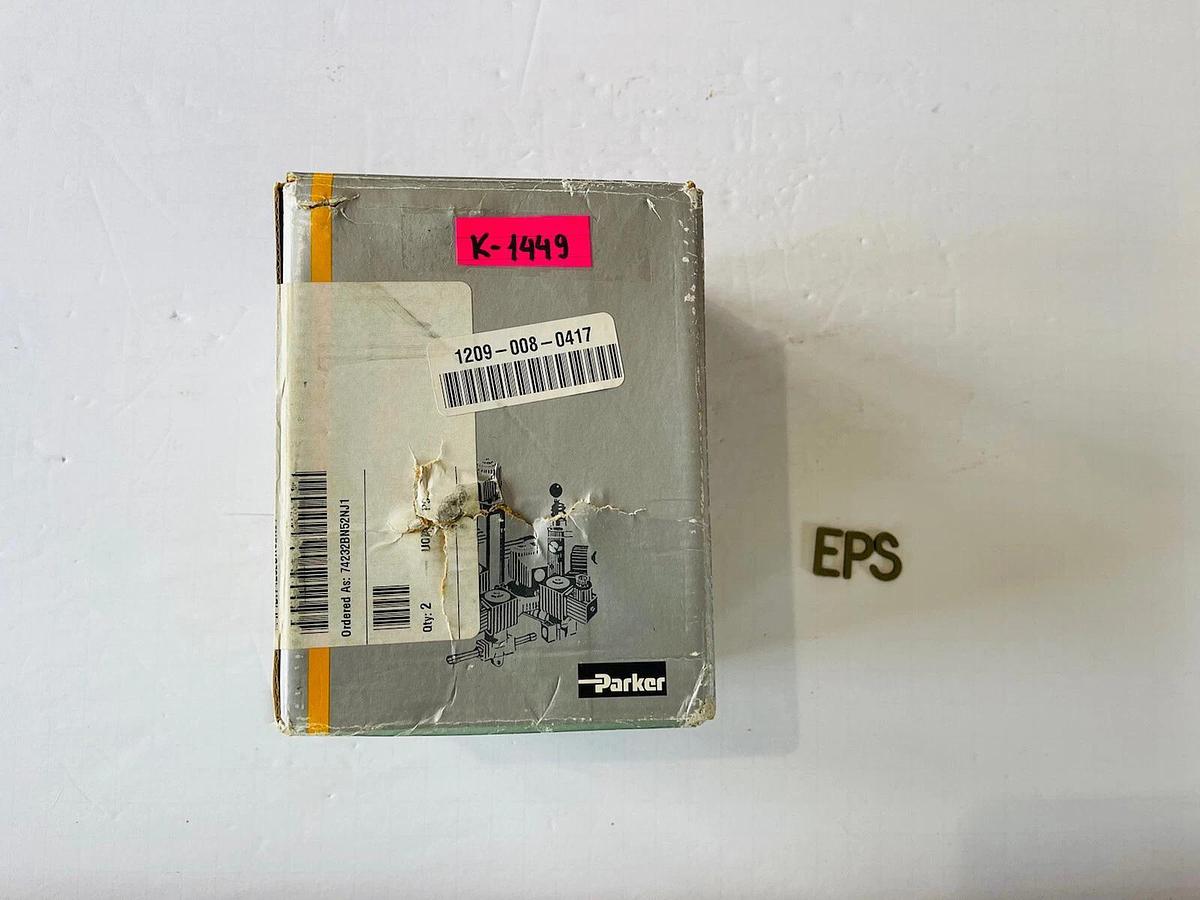 K-1449
1209-008-0417
Ordered As: 74232BN52NJ1
Qty: 2
Parker
EPS